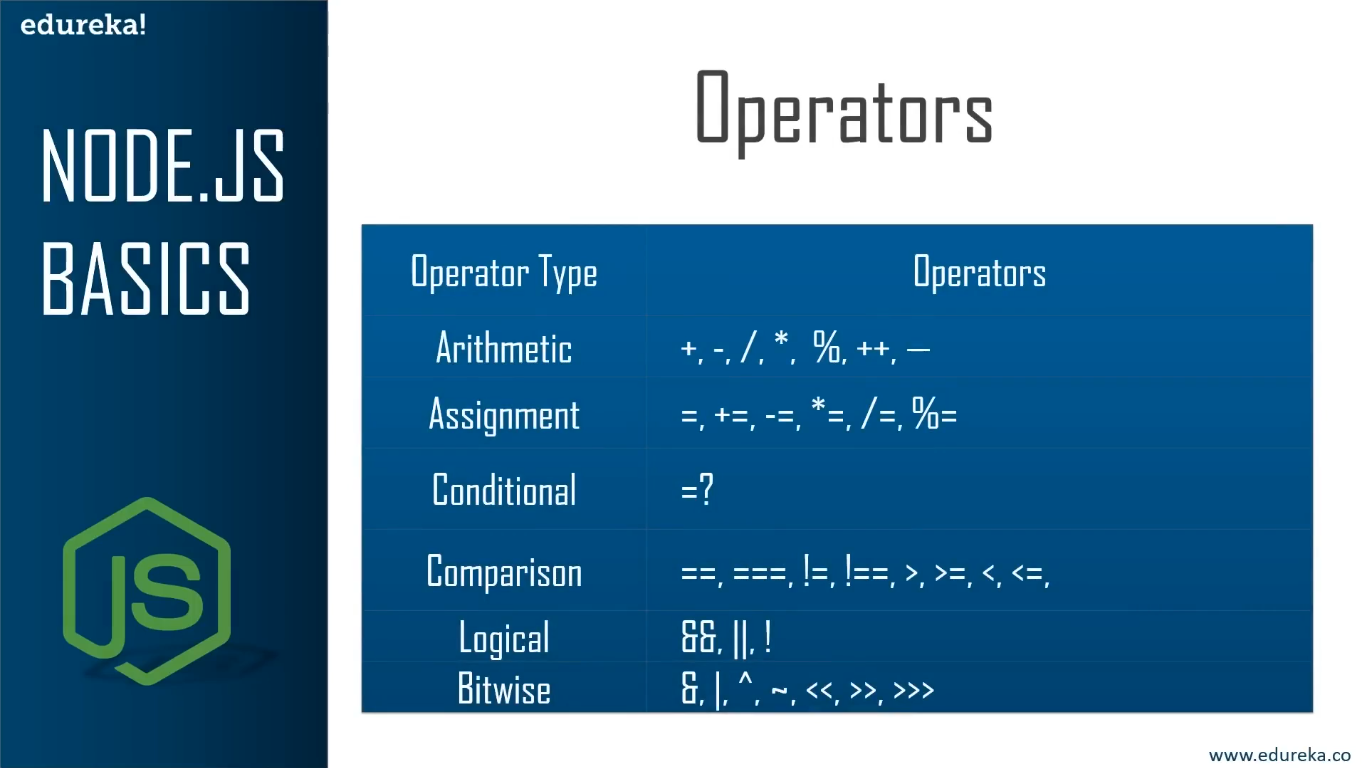 edureka!
NODE.JS
BASICS
JS
Operators
Operator Type Operators
Arithmetic +, -, /, *, %, ++, —
Assignment =, +=, -=, *=, /=, %=
Conditional =?
Comparison ==, ===, !=, !==, >, >=, <, <=,
Logical &&, ||, !
Bitwise &, |, ^, ~, <<, >>, >>>
www.edureka.co